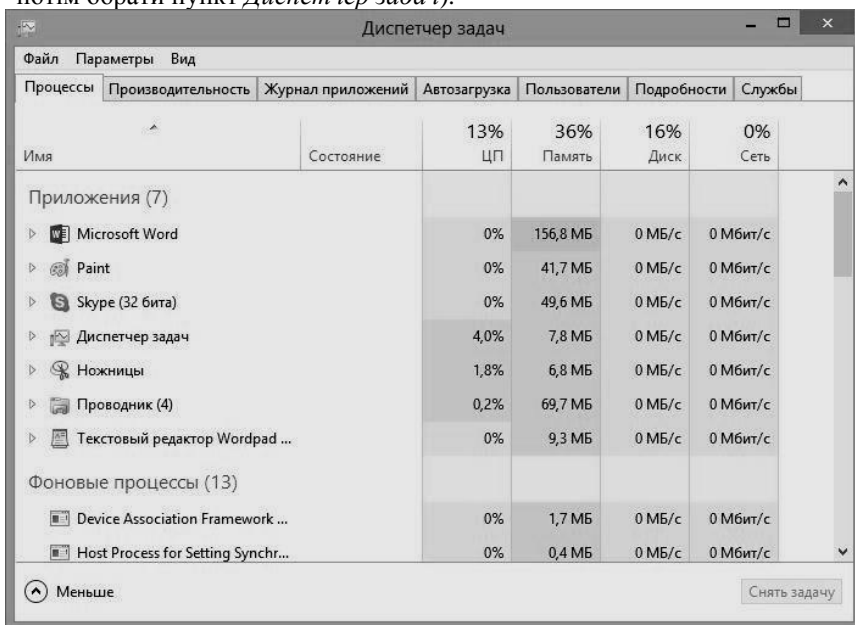 потім обрати пункт Диспетчер задач).
Диспетчер задач
Файл Параметры Вид
Процессы Производительность Журнал приложений Автозагрузка Пользователи Подробности Службы
13% 36% 16% 0%
Имя Состояние ЦП Память Диск Сеть
Приложения (7)
Microsoft Word 0% 156,8 МБ 0 МБ/с 0 Мбит/с
Paint 0% 41,7 МБ 0 МБ/с 0 Мбит/с
Skype (32 бита) 0% 49,6 МБ 0 МБ/с 0 Мбит/с
Диспетчер задач 4,0% 7,8 МБ 0 МБ/с 0 Мбит/с
Ножницы 1,8% 6,8 МБ 0 МБ/с 0 Мбит/с
Проводник (4) 0,2% 69,7 МБ 0 МБ/с 0 Мбит/с
Текстовый редактор Wordpad ... 0% 9,3 МБ 0 МБ/с 0 Мбит/с
Фоновые процессы (13)
Device Association Framework ... 0% 1,7 МБ 0 МБ/с 0 Мбит/с
Host Process for Setting Synchr... 0% 0,4 МБ 0 МБ/с 0 Мбит/с
Меньше Снять задачу